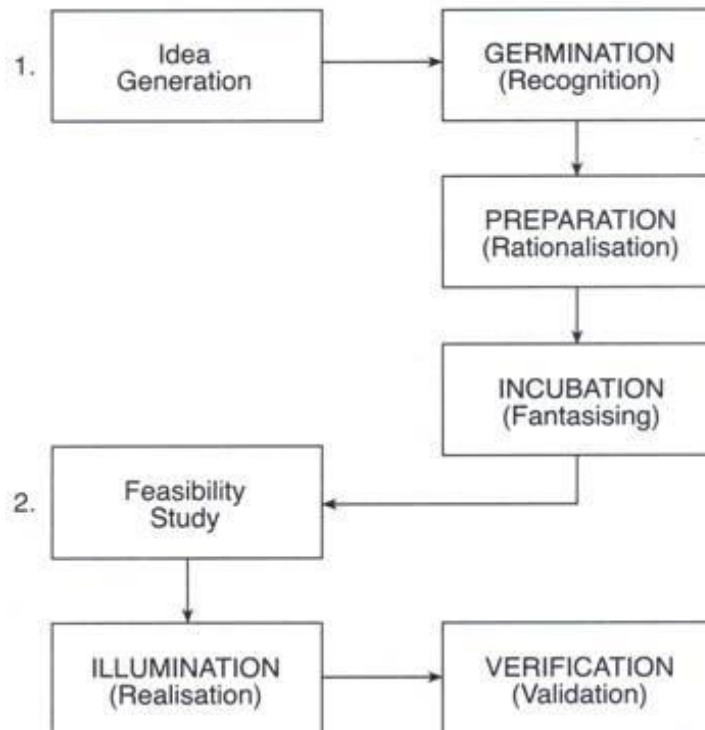 1.
Idea
Generation
GERMINATION
(Recognition)
PREPARATION
(Rationalisation)
INCUBATION
(Fantasising)
2.
Feasibility
Study
ILLUMINATION
(Realisation)
VERIFICATION
(Validation)